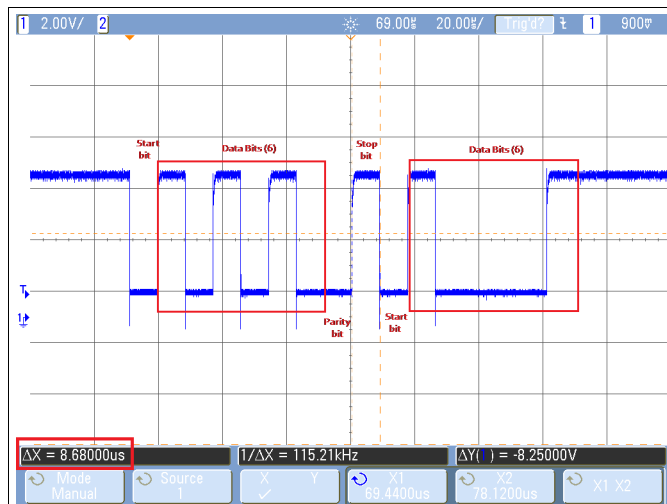 1 2.00V/ 2 69.00us 20.00us/ Trig'd? 1 900mV
Start
bit
Data Bits (6)
Stop
bit
Data Bits (6)
T
1
Parity
bit
Start
bit
ΔX = 8.68000us 1/ΔX = 115.21kHz ΔY(1) = -8.25000V
Mode
Manual
Source
1
X Y
✓
X1
69.4400us
X2
78.1200us
X1 X2